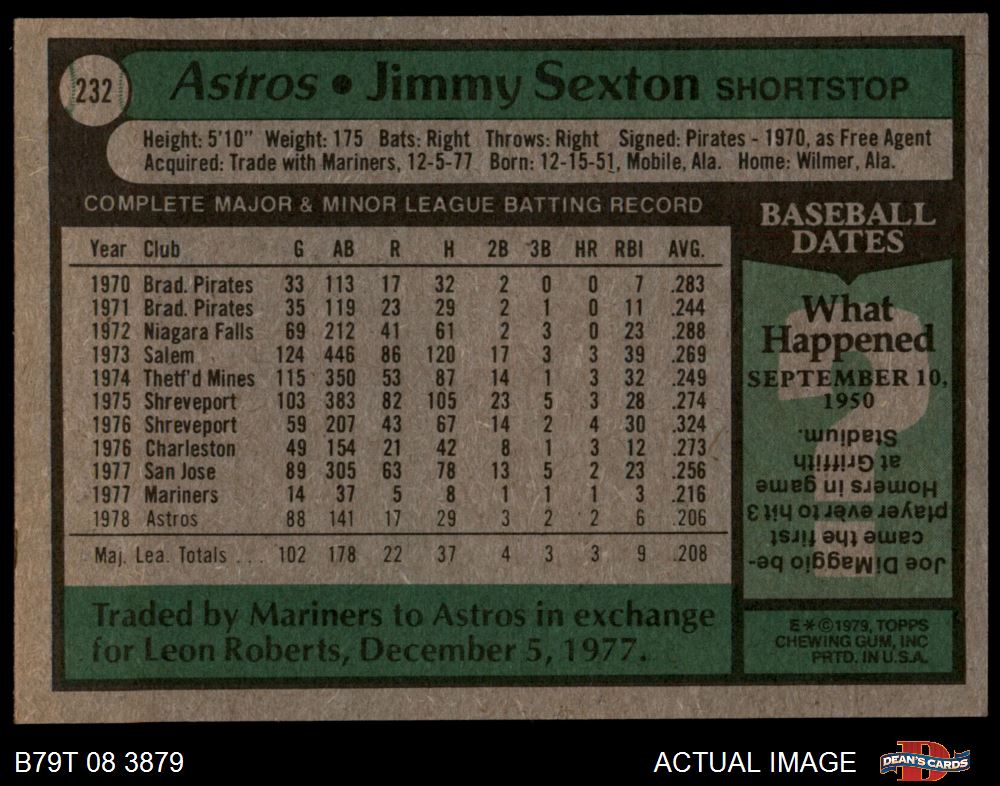 232
Astros • Jimmy Sexton SHORTSTOP
Height: 5'10" Weight: 175 Bats: Right Throws: Right Signed: Pirates - 1970, as Free Agent
Acquired: Trade with Mariners, 12-5-77 Born: 12-15-51, Mobile, Ala. Home: Wilmer, Ala.
COMPLETE MAJOR & MINOR LEAGUE BATTING RECORD
Year Club G AB R H 2B 3B HR RBI AVG.
1970 Brad. Pirates 33 113 17 32 2 0 0 7 .283
1971 Brad. Pirates 35 119 23 29 2 1 0 11 .244
1972 Niagara Falls 69 212 41 61 2 3 0 23 .288
1973 Salem 124 446 86 120 17 3 3 39 .269
1974 Thetf'd Mines 115 350 53 87 14 1 3 32 .249
1975 Shreveport 103 383 82 105 23 5 3 28 .274
1976 Shreveport 59 207 43 67 14 2 4 30 .324
1976 Charleston 49 154 21 42 8 1 3 12 .273
1977 San Jose 89 305 63 78 13 5 2 23 .256
1977 Mariners 14 37 5 8 1 1 1 3 .216
1978 Astros 88 141 17 29 3 2 2 6 .206
Maj. Lea. Totals . . . 102 178 22 37 4 3 3 9 .208
Traded by Mariners to Astros in exchange
for Leon Roberts, December 5, 1977.
BASEBALL
DATES
What
Happened
SEPTEMBER 10,
1950
Joe DiMaggio be-
came the first
player ever to hit 3
Homers in game
at Griffith
Stadium.
E*©1979, TOPPS
CHEWING GUM, INC
PRTD. IN U.S.A.
B79T 08 3879
ACTUAL IMAGE
D
DEAN'S CARDS